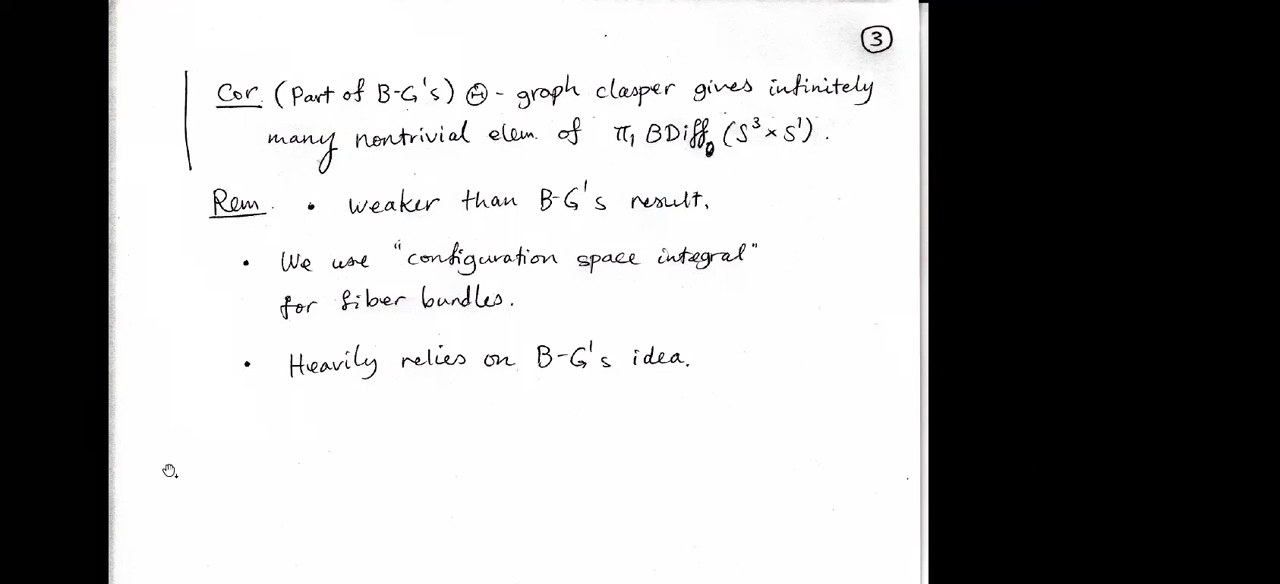 ③
Cor. (Part of B-G's) Θ - graph clasper gives infinitely
many nontrivial elem. of π₁ BDiff₀ (S³ × S¹).
Rem. • weaker than B-G's result.
• We use "configuration space integral"
for fiber bundles.
• Heavily relies on B-G's idea.